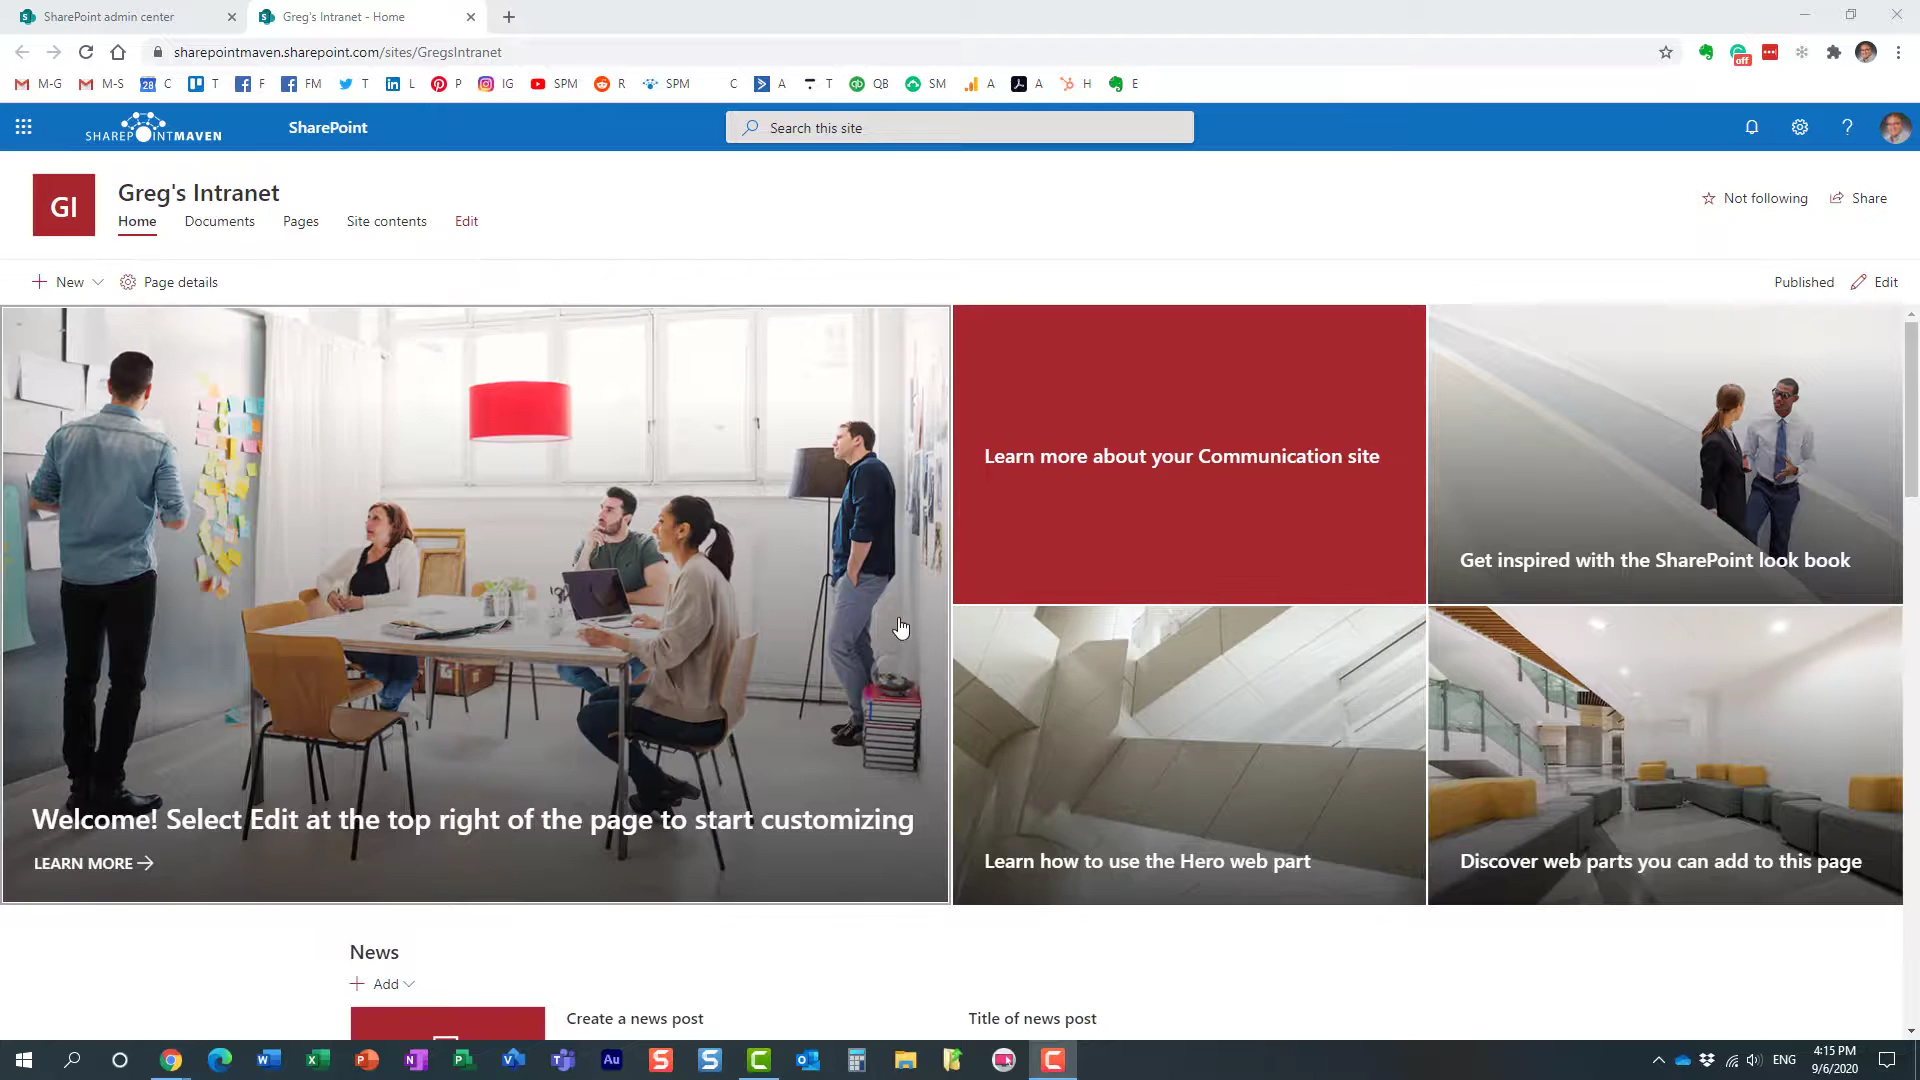 SharePoint admin center
Greg's Intranet - Home
sharepointmaven.sharepoint.com/sites/GregsIntranet
off
M-G M-S 28 C T F FM T L P IG SPM R SPM C A T QB SM A A H E
SHAREPOINTMAVEN
SharePoint
Search this site
GI
Greg's Intranet
Not following
Share
Home Documents Pages Site contents Edit
New Page details
Published Edit
Learn more about your Communication site
Get inspired with the SharePoint look book
Welcome! Select Edit at the top right of the page to start customizing
LEARN MORE
Learn how to use the Hero web part
Discover web parts you can add to this page
News
Add
Create a news post
Title of news post
Au
ENG
4:15 PM
9/6/2020